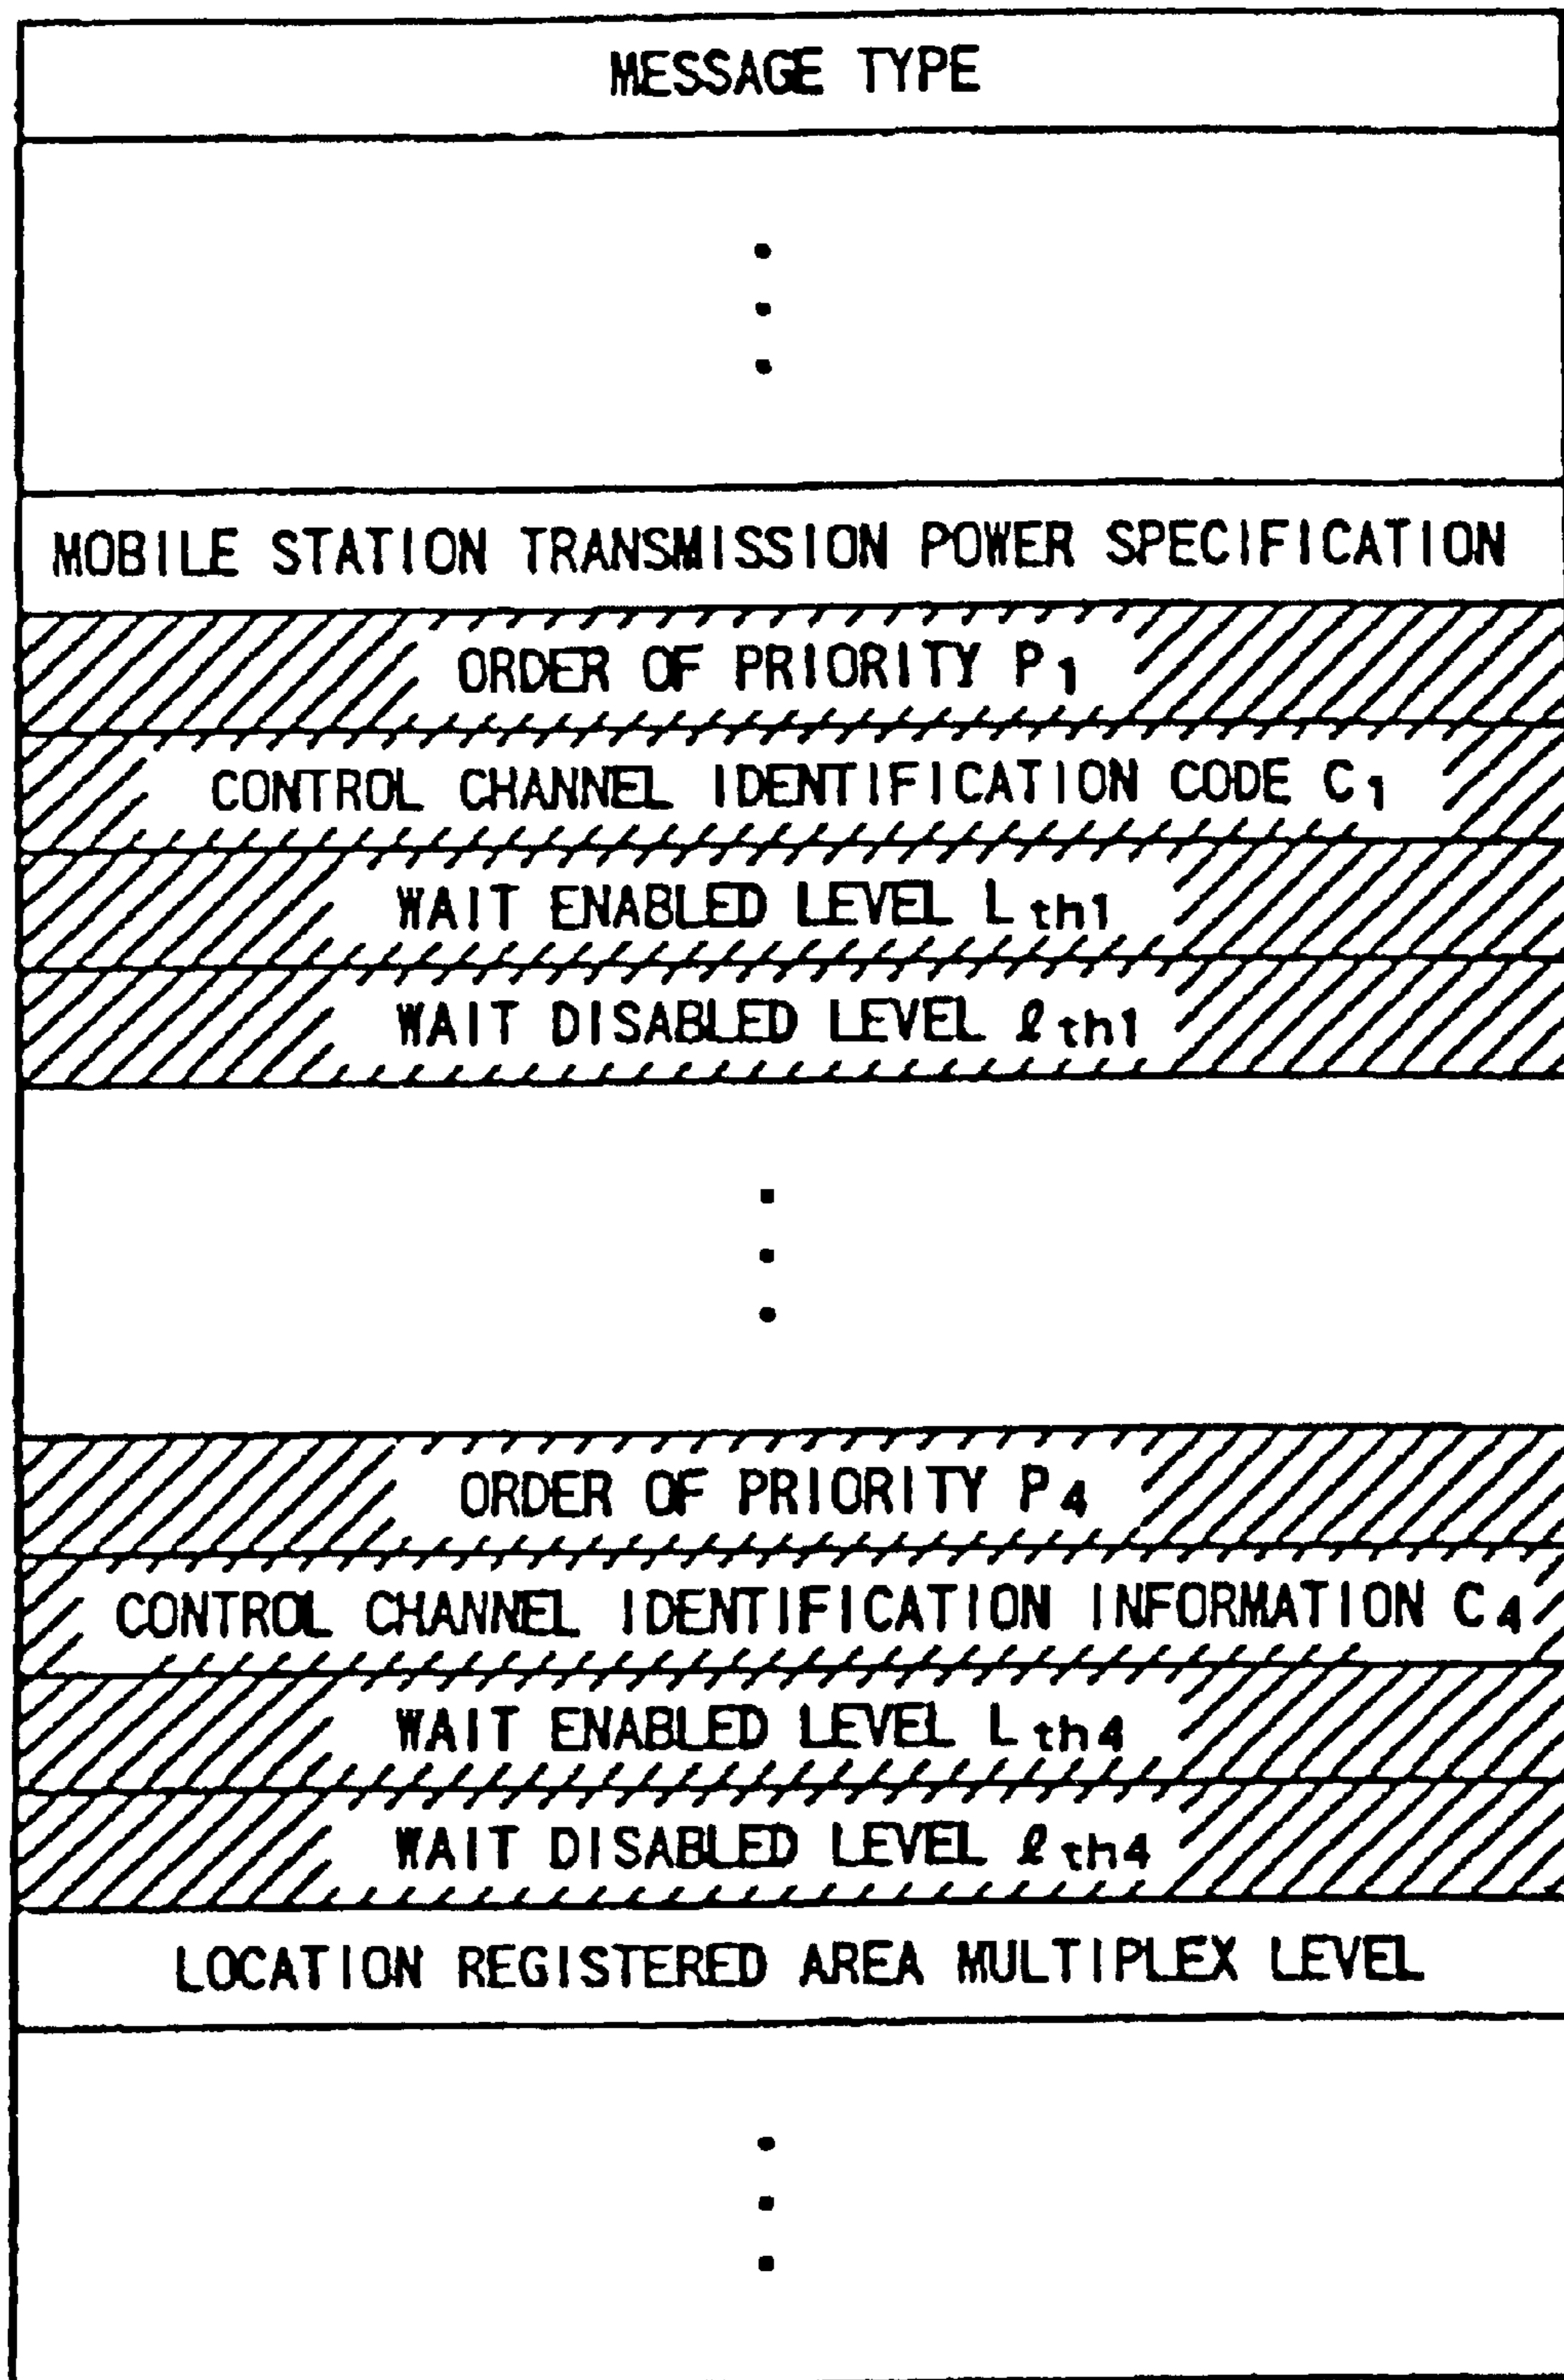 MESSAGE TYPE
MOBILE STATION TRANSMISSION POWER SPECIFICATION
ORDER OF PRIORITY P1
CONTROL CHANNEL IDENTIFICATION CODE C1
WAIT ENABLED LEVEL Lth1
WAIT DISABLED LEVEL ℓth1
ORDER OF PRIORITY P4
CONTROL CHANNEL IDENTIFICATION INFORMATION C4
WAIT ENABLED LEVEL Lth4
WAIT DISABLED LEVEL ℓth4
LOCATION REGISTERED AREA MULTIPLEX LEVEL